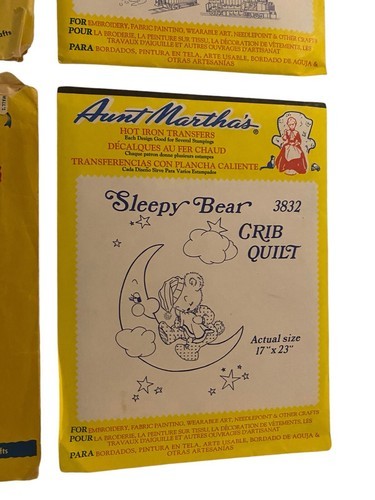 FOR EMBROIDERY, FABRIC PAINTING, WEARABLE ART, NEEDLEPOINT & OTHER CRAFTS
POUR LA BRODERIE, LA PEINTURE SUR TISSU, LA DÉCORATION DE VÊTEMENTS, LES
TRAVAUX D'AIGUILLE ET AUTRES OUVRAGES D'ARTISANAT
PARA BORDADOS, PINTURA EN TELA, ARTE USABLE, BORDADO DE AGUJA &
OTRAS ARTESANÍAS
Aunt Martha's®
HOT IRON TRANSFERS
Each Design Good for Several Stampings
DÉCALQUES AU FER CHAUD
Chaque patron donne plusieurs estampes
TRANSFERENCIAS CON PLANCHA CALIENTE
Cada Diseño Sirve Para Varios Estampados
Sleepy Bear 3832
CRIB
QUILT
Actual size
17" x 23"
FOR EMBROIDERY, FABRIC PAINTING, WEARABLE ART, NEEDLEPOINT & OTHER CRAFTS
POUR LA BRODERIE, LA PEINTURE SUR TISSU, LA DÉCORATION DE VÊTEMENTS, LES
TRAVAUX D'AIGUILLE ET AUTRES OUVRAGES D'ARTISANAT
PARA BORDADOS, PINTURA EN TELA, ARTE USABLE, BORDADO DE AGUJA &
OTRAS ARTESANÍAS